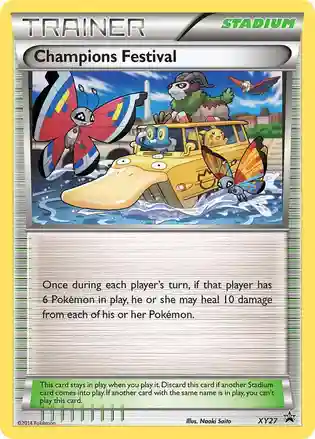 TRAINER
STADIUM
Champions Festival
Once during each player's turn, if that player has
6 Pokémon in play, he or she may heal 10 damage
from each of his or her Pokémon.
This card stays in play when you play it. Discard this card if another Stadium
card comes into play. If another card with the same name is in play, you can't
play this card.
©2014 Pokémon
Illus. Naoki Saito
XY27
PROMO